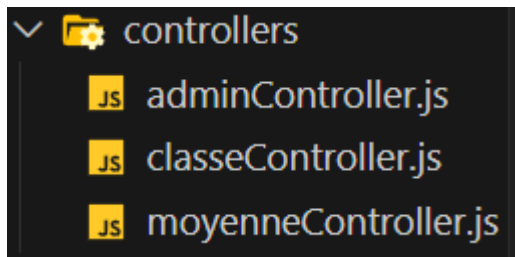 controllers
JS adminController.js
JS classeController.js
JS moyenneController.js